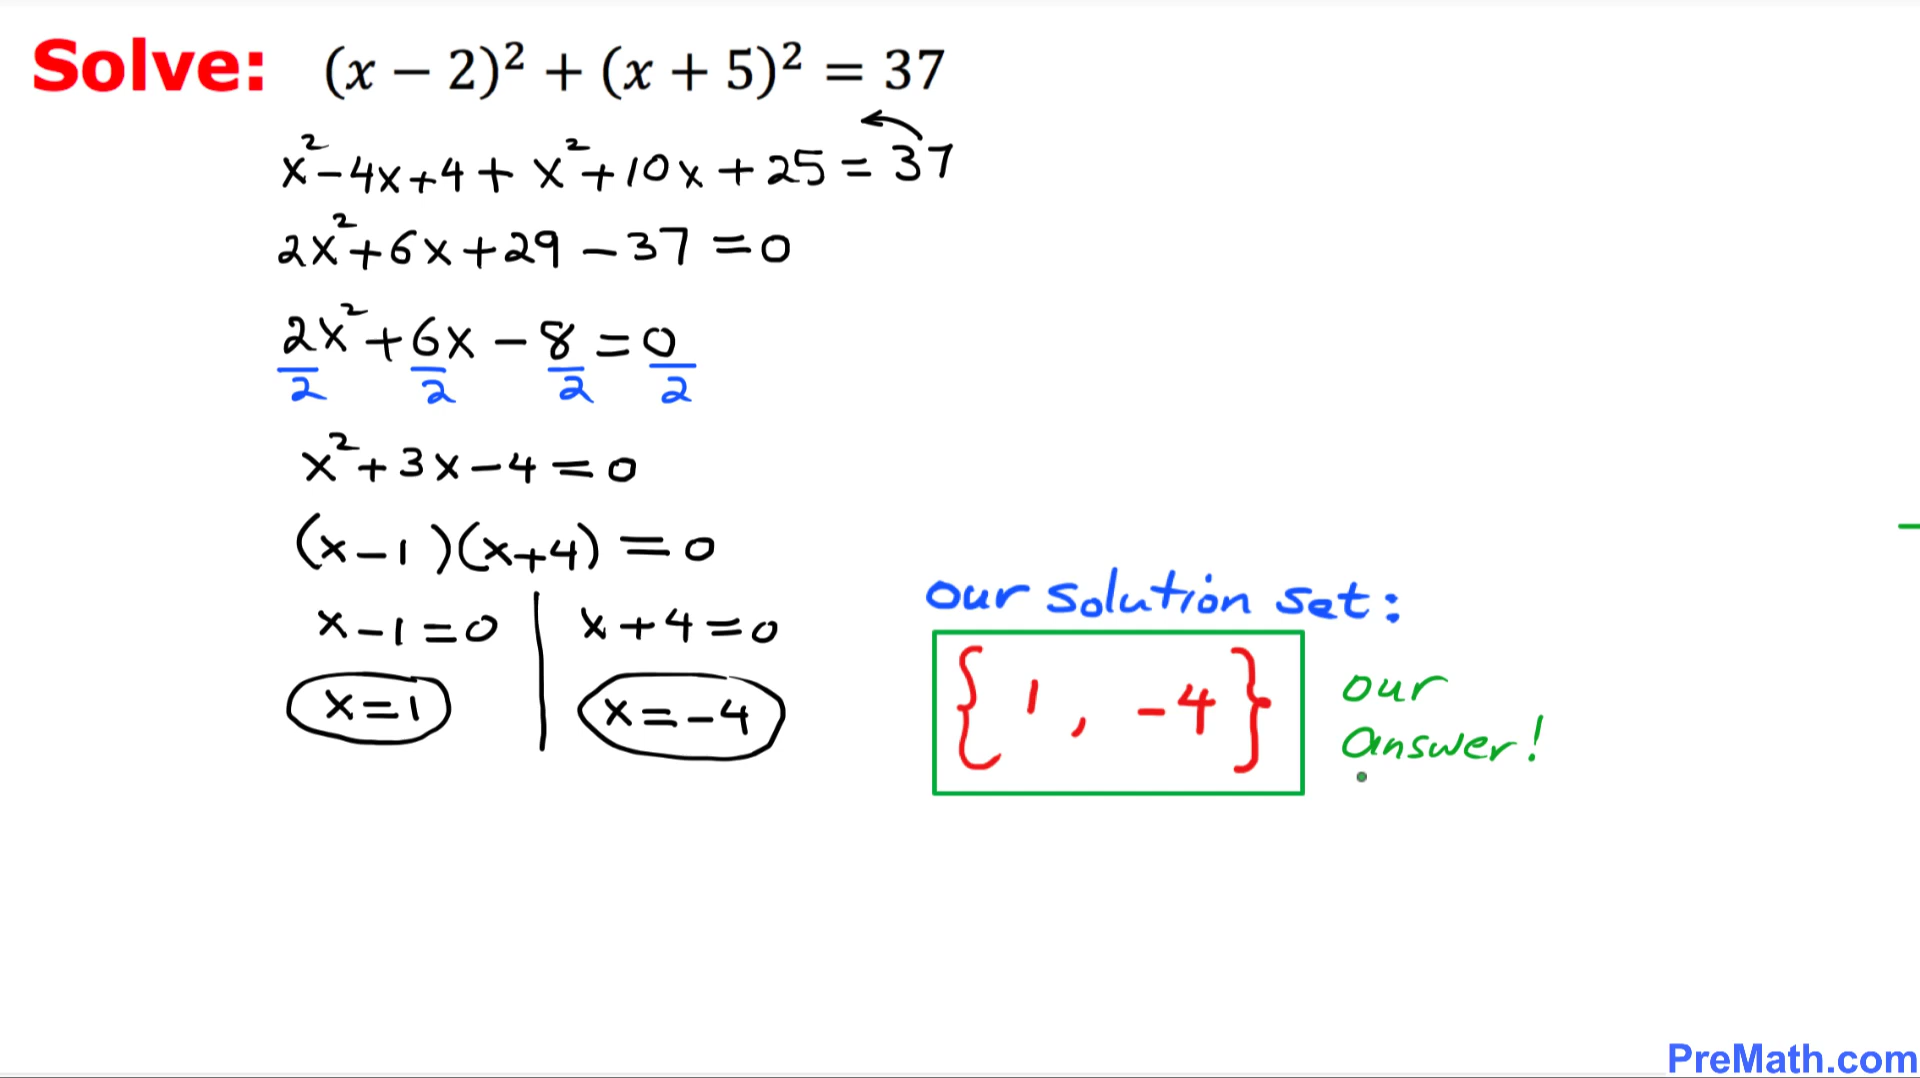 Solve: (x − 2)² + (x + 5)² = 37
x² − 4x + 4 + x² + 10x + 25 = 37
2x² + 6x + 29 − 37 = 0
2x² + 6x − 8 = 0
2 2 2 2
x² + 3x − 4 = 0
(x − 1)(x + 4) = 0
x − 1 = 0 | x + 4 = 0
x = 1 | x = −4
our solution set:
{1, −4}
our
answer!
PreMath.com